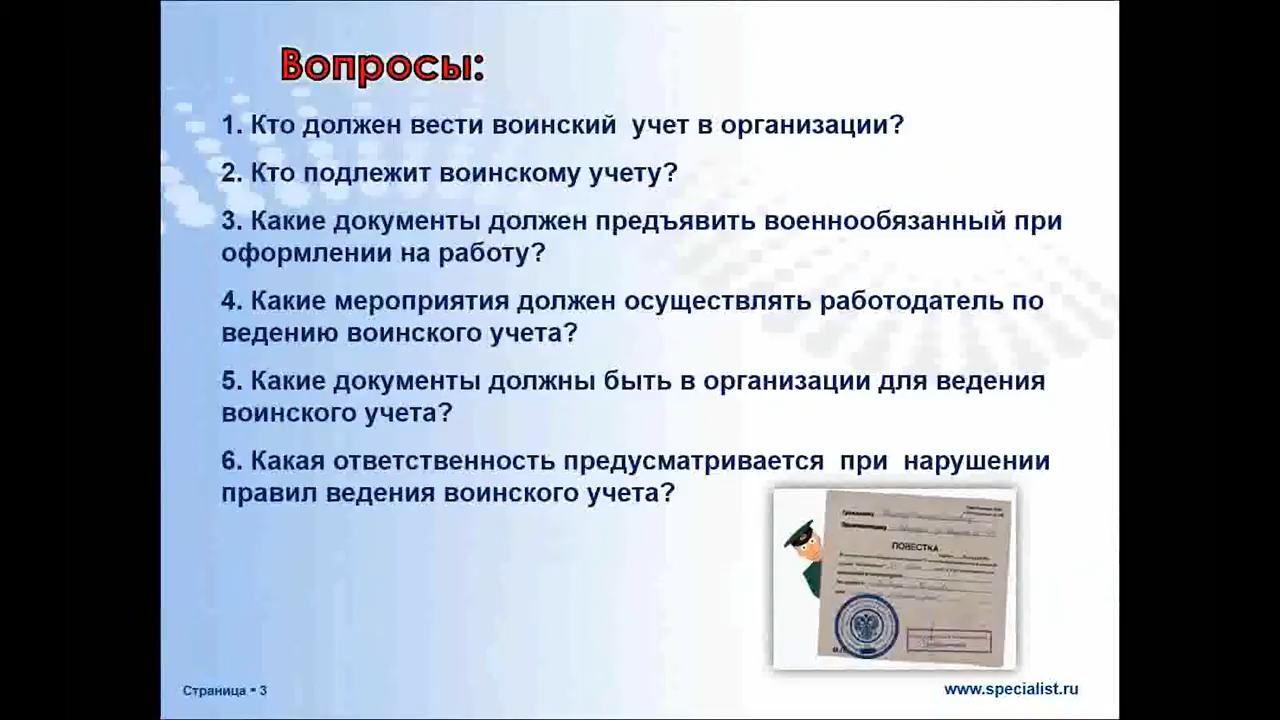 Вопросы:
1. Кто должен вести воинский учет в организации?
2. Кто подлежит воинскому учету?
3. Какие документы должен предъявить военнообязанный при
оформлении на работу?
4. Какие мероприятия должен осуществлять работодатель по
ведению воинского учета?
5. Какие документы должны быть в организации для ведения
воинского учета?
6. Какая ответственность предусматривается при нарушении
правил ведения воинского учета?
ПОВЕСТКА
Страница ▪ 3
www.specialist.ru